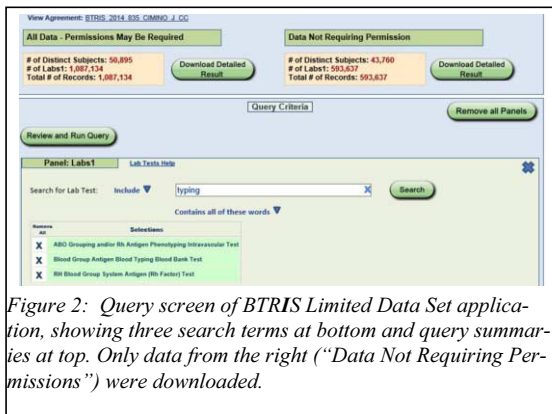 View Agreement: BTRIS_2014_835_CIMINO_J_CC
All Data - Permissions May Be Required
Data Not Requiring Permission
# of Distinct Subjects: 50,895
# of Labs1: 1,087,134
Total # of Records: 1,087,134
Download Detailed
Result
# of Distinct Subjects: 43,760
# of Labs1: 593,637
Total # of Records: 593,637
Download Detailed
Result
Query Criteria
Remove all Panels
Review and Run Query
Panel: Labs1
Lab Tests Help
Search for Lab Test:
Include
typing
X
Search
Contains all of these words
Remove
All
Selections
X ABO Grouping and/or Rh Antigen Phenotyping Intravascular Test
X Blood Group Antigen Blood Typing Blood Bank Test
X RH Blood Group System Antigen (Rh Factor) Test
Figure 2: Query screen of BTRIS Limited Data Set applica-
tion, showing three search terms at bottom and query summar-
ies at top. Only data from the right (“Data Not Requiring Per-
missions”) were downloaded.